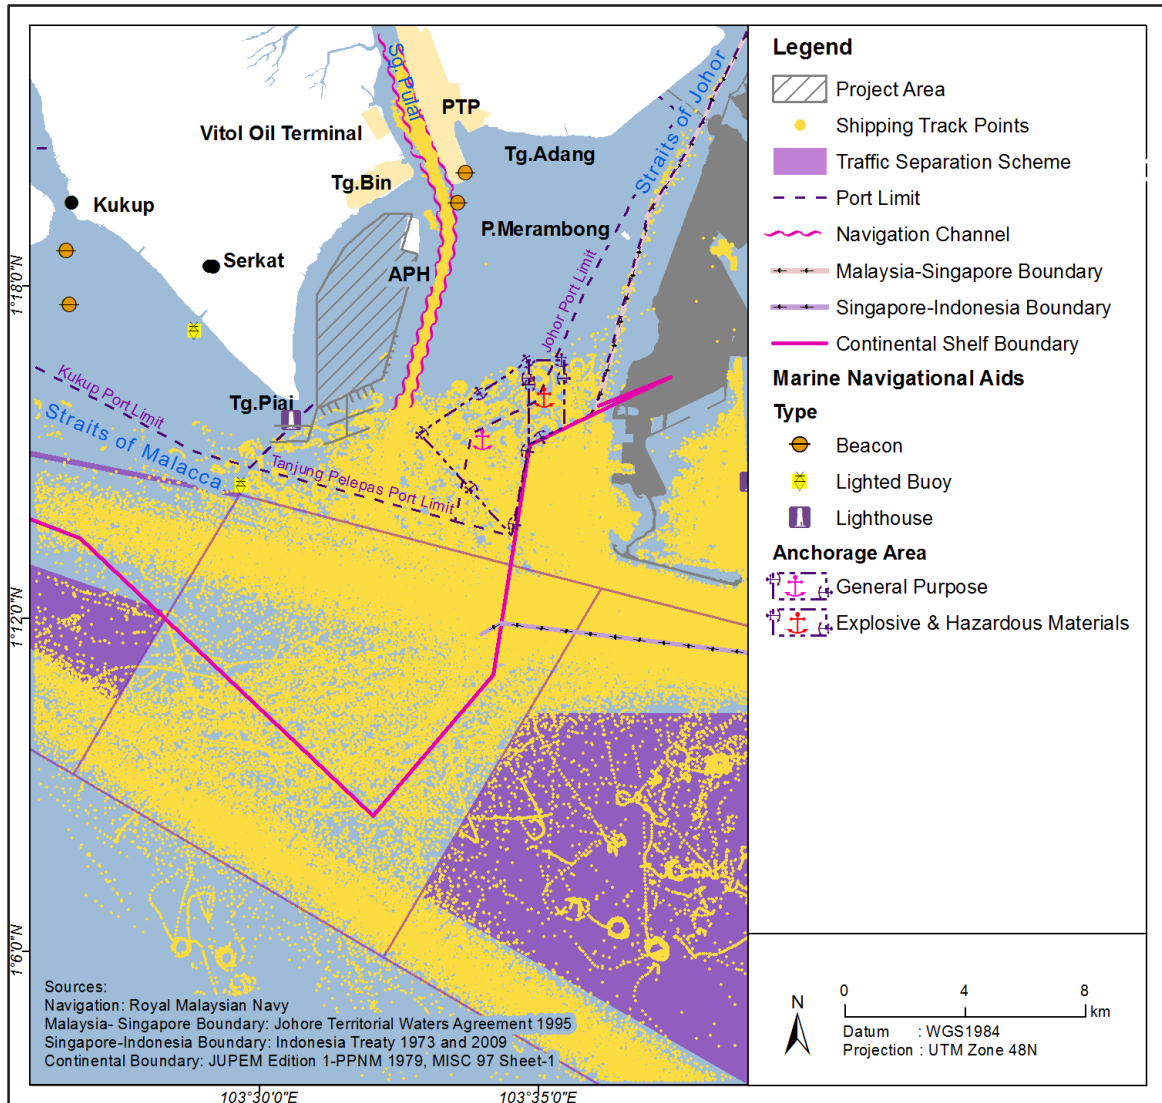 Sg. Pulai
PTP
Vitol Oil Terminal
Tg.Adang
Straits of Johor
Tg.Bin
Kukup
P.Merambong
Serkat
APH
Johor Port Limit
Kukup Port Limit
Tg.Piai
Straits of Malacca
Tanjung Pelepas Port Limit
1°18'0"N
1°12'0"N
1°6'0"N
103°30'0"E
103°35'0"E
Sources:
Navigation: Royal Malaysian Navy
Malaysia- Singapore Boundary: Johore Territorial Waters Agreement 1995
Singapore-Indonesia Boundary: Indonesia Treaty 1973 and 2009
Continental Boundary: JUPEM Edition 1-PPNM 1979, MISC 97 Sheet-1
Legend
Project Area
Shipping Track Points
Traffic Separation Scheme
Port Limit
Navigation Channel
Malaysia-Singapore Boundary
Singapore-Indonesia Boundary
Continental Shelf Boundary
Marine Navigational Aids
Type
Beacon
Lighted Buoy
Lighthouse
Anchorage Area
General Purpose
Explosive & Hazardous Materials
N
0 4 8
km
Datum : WGS1984
Projection : UTM Zone 48N